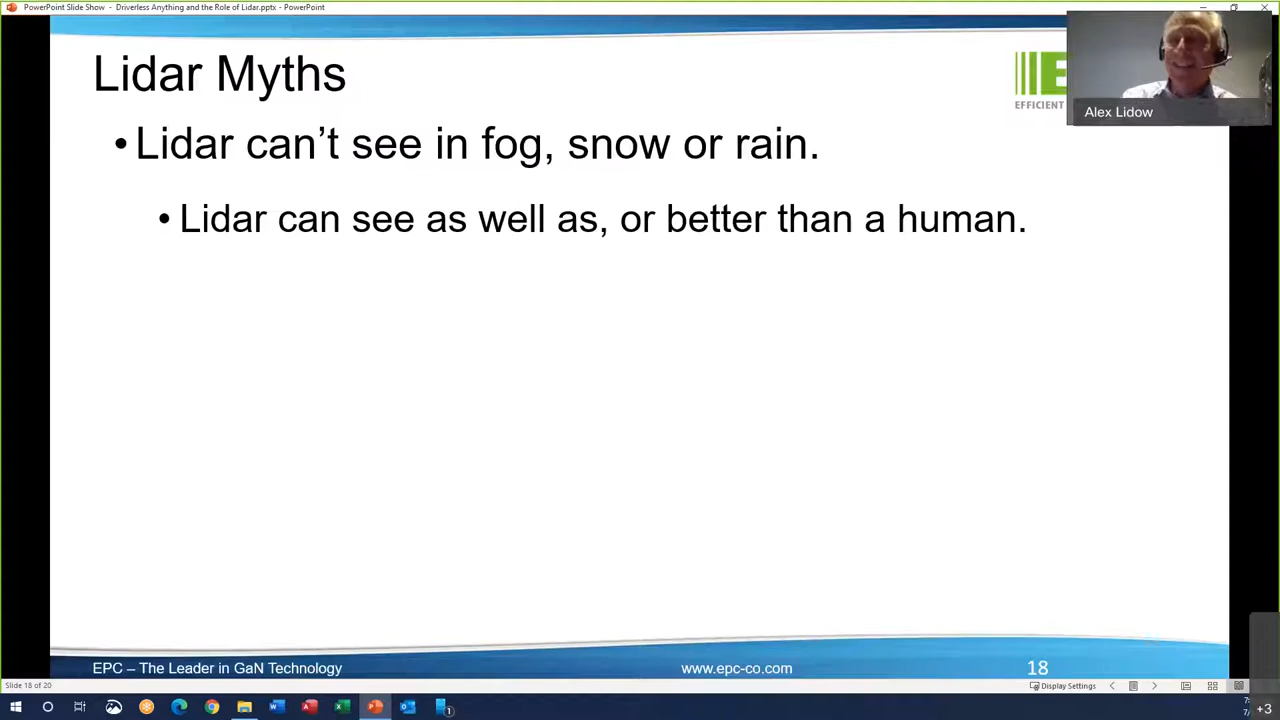 PowerPoint Slide Show - Driverless Anything and the Role of Lidar.pptx - PowerPoint
Lidar Myths
E
EFFICIENT
Alex Lidow
•Lidar can’t see in fog, snow or rain.
•Lidar can see as well as, or better than a human.
EPC – The Leader in GaN Technology
www.epc-co.com
18
Slide 18 of 20
Display Settings
1
+3